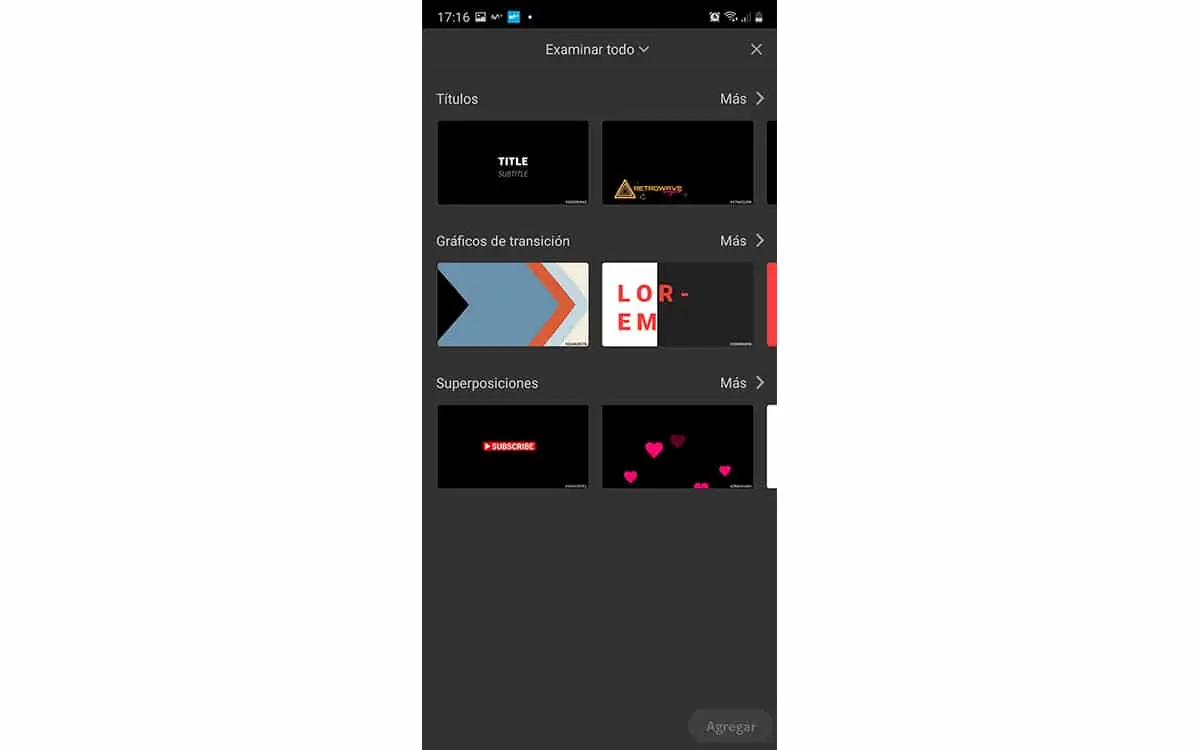 17:16
Examinar todo
Títulos
Más
TITLE
SUBTITLE
RETROWAVE
Gráficos de transición
Más
LOR-
EM
Superposiciones
Más
SUBSCRIBE
Agregar